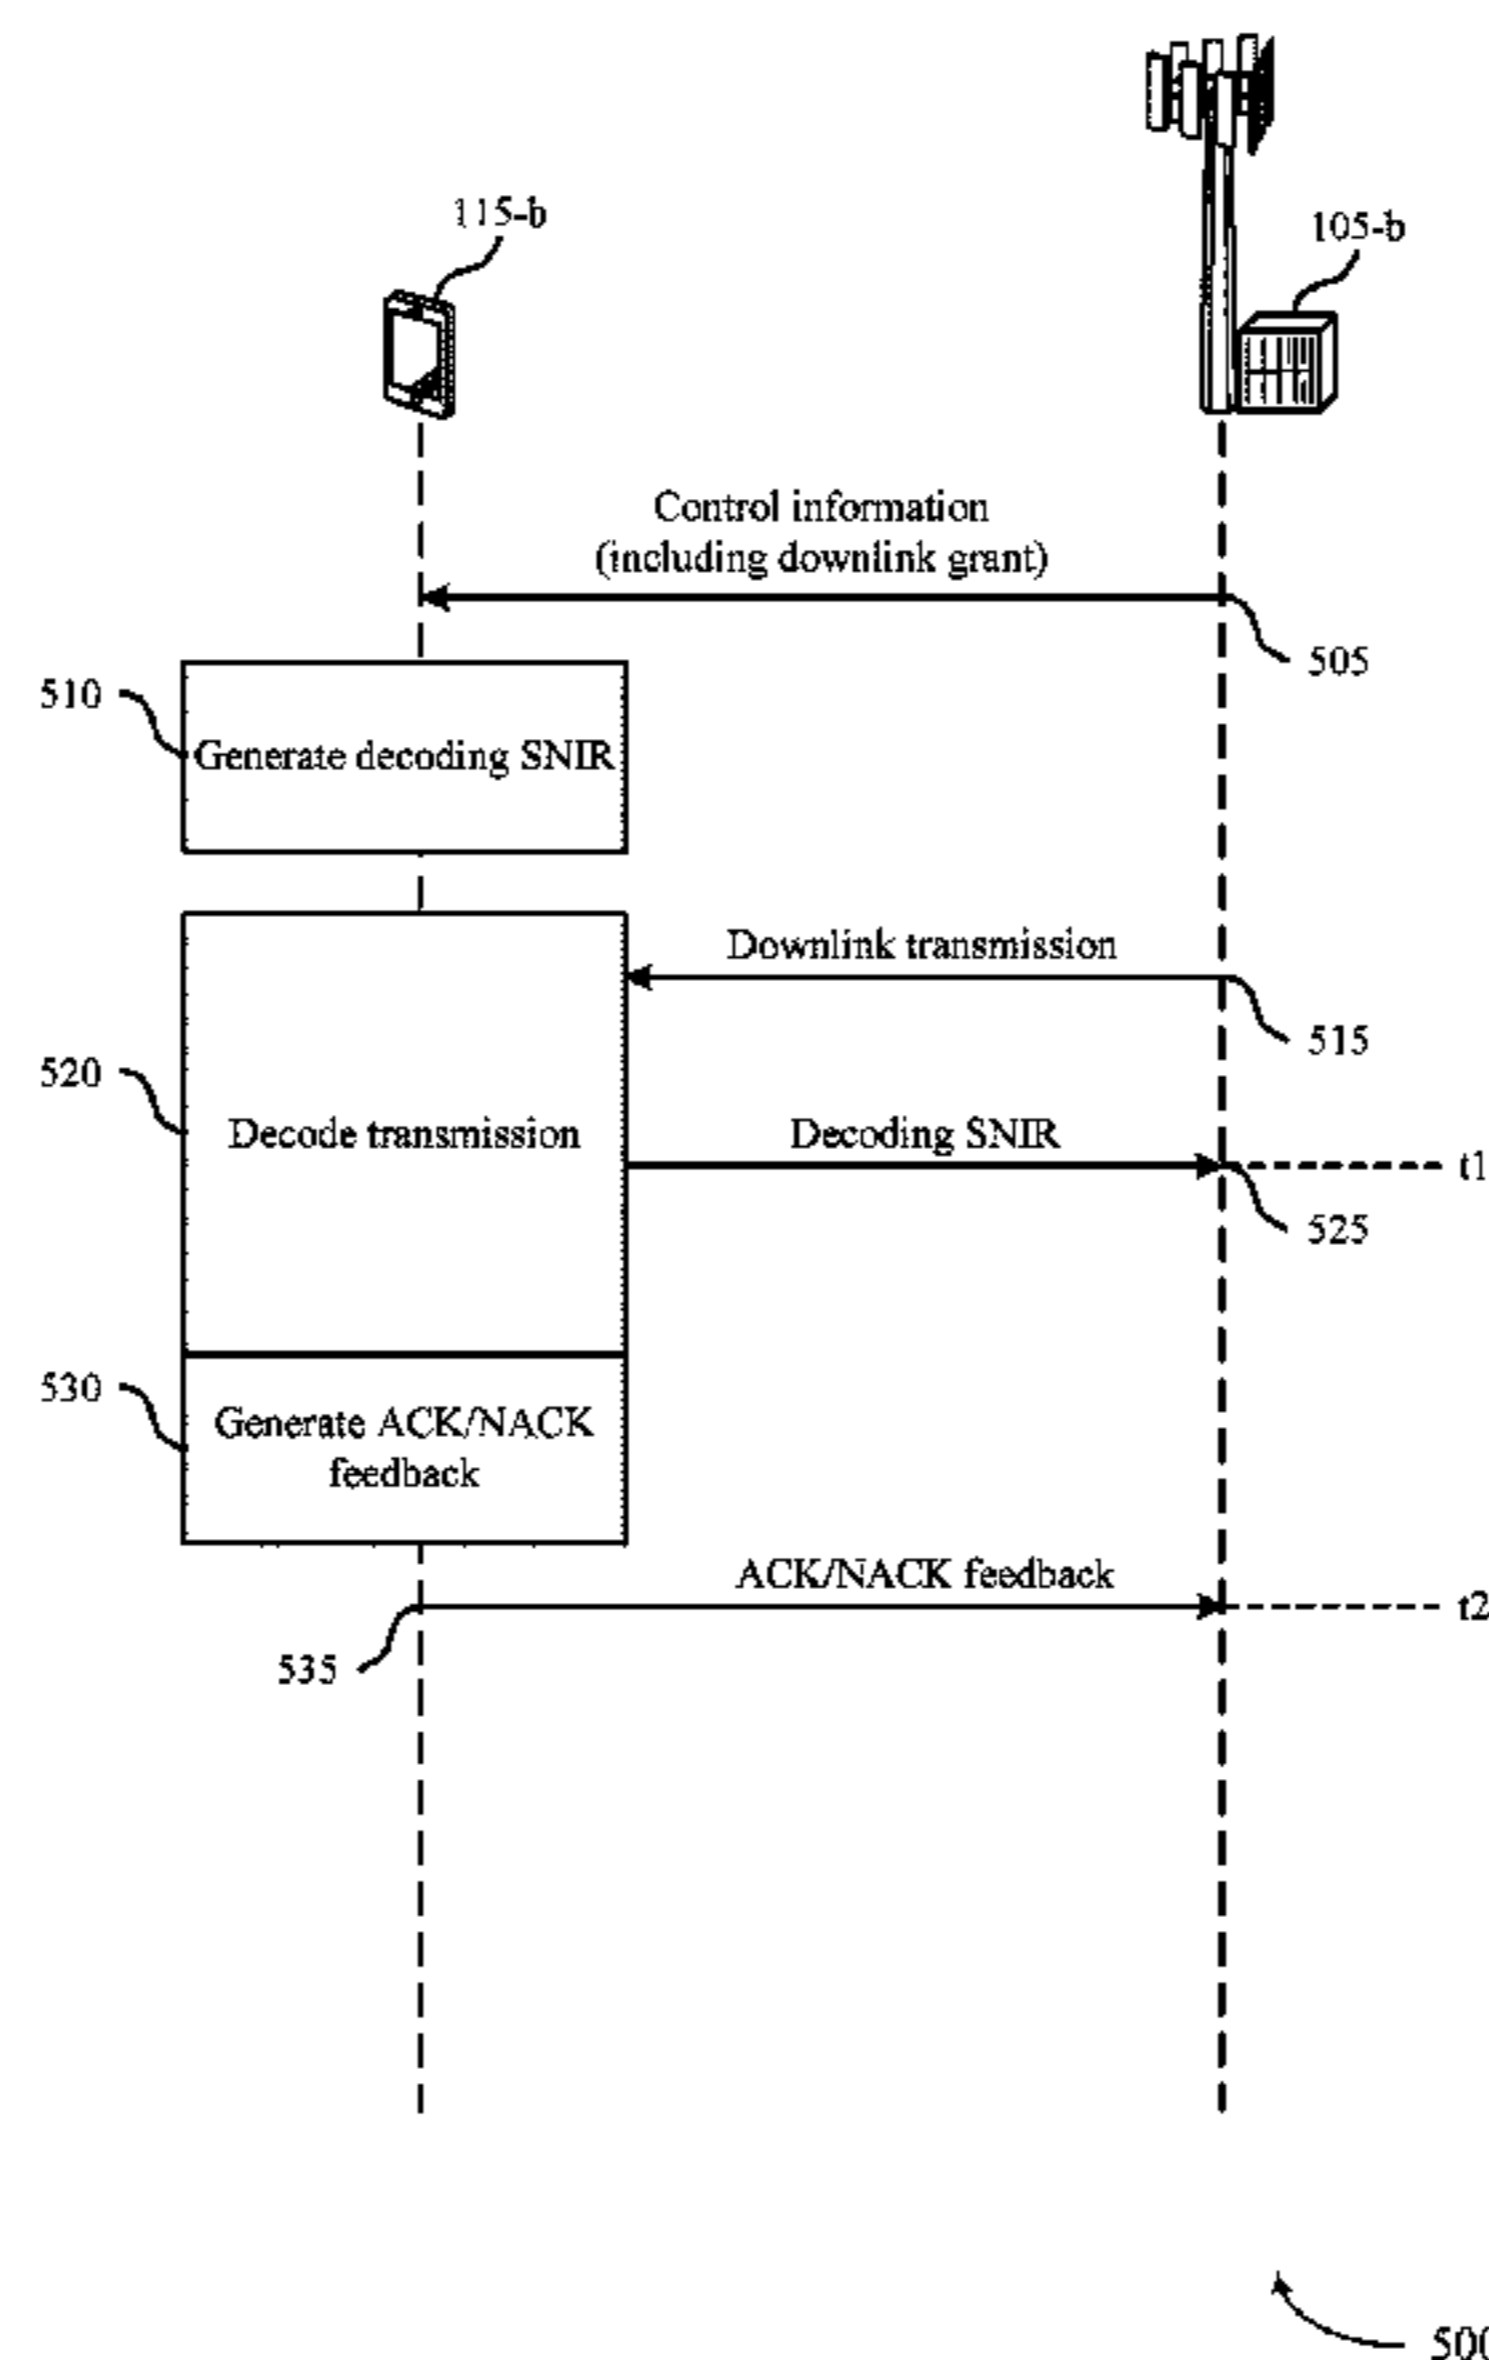 115-b
105-b
Control information
(including downlink grant)
505
510
Generate decoding SNIR
Downlink transmission
515
520
Decode transmission
Decoding SNIR
t1
525
530
Generate ACK/NACK
feedback
ACK/NACK feedback
t2
535
500